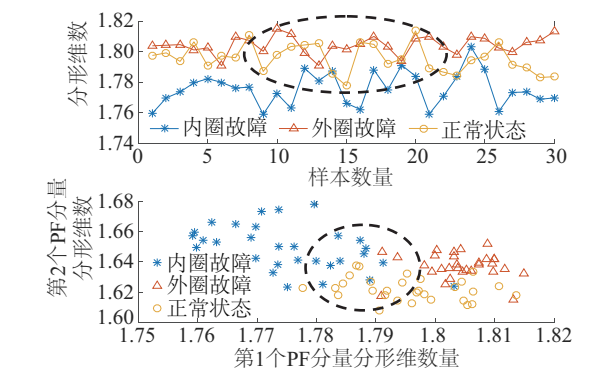 分形维数
1.82
1.80
1.78
1.76
1.74
内圈故障 外圈故障 正常状态
0 5 10 15 20 25 30
样本数量
第2个PF分量
分形维数
1.68
1.66
1.64
1.62
1.60
内圈故障
外圈故障
正常状态
1.75 1.76 1.77 1.78 1.79 1.8 1.81 1.82
第1个PF分量分形维数量